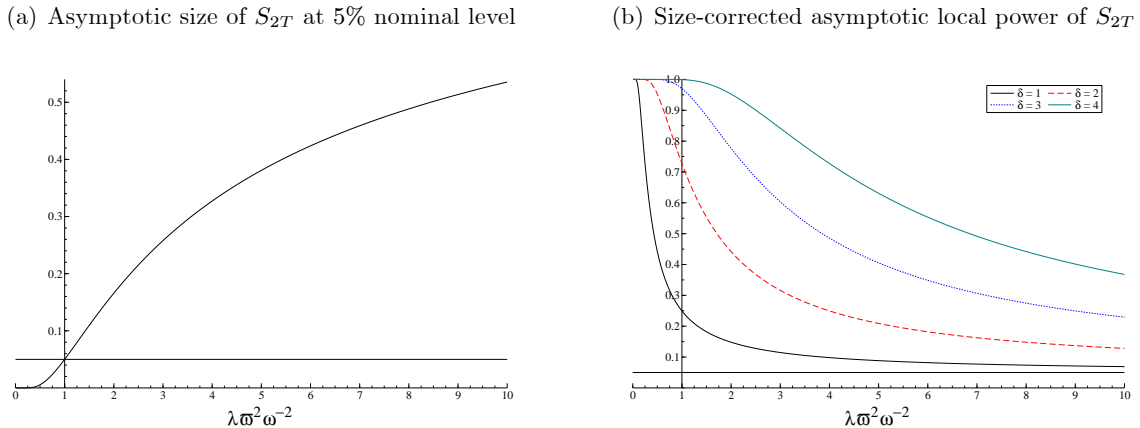 (a) Asymptotic size of S₂T at 5% nominal level
0.5
0.4
0.3
0.2
0.1
0 1 2 3 4 5 6 7 8 9 10
λϖ²ω⁻²
(b) Size-corrected asymptotic local power of S₂T
1.0
0.9
0.8
0.7
0.6
0.5
0.4
0.3
0.2
0.1
δ = 1 δ = 2
δ = 3 δ = 4
0 1 2 3 4 5 6 7 8 9 10
λϖ²ω⁻²